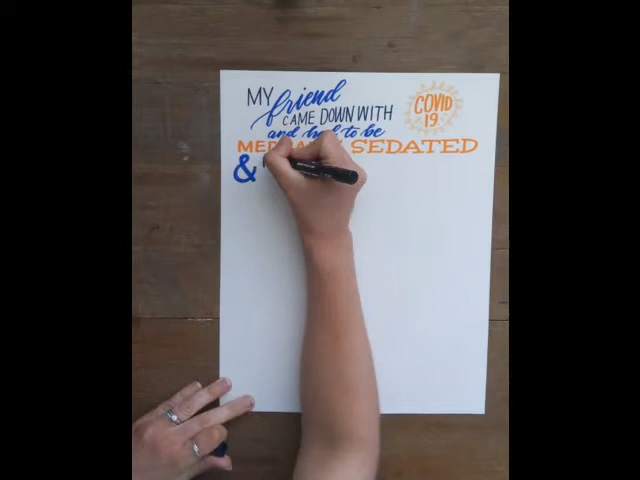 MY friend
CAME DOWN WITH
COVID
19
and had to be
SEDATED
&